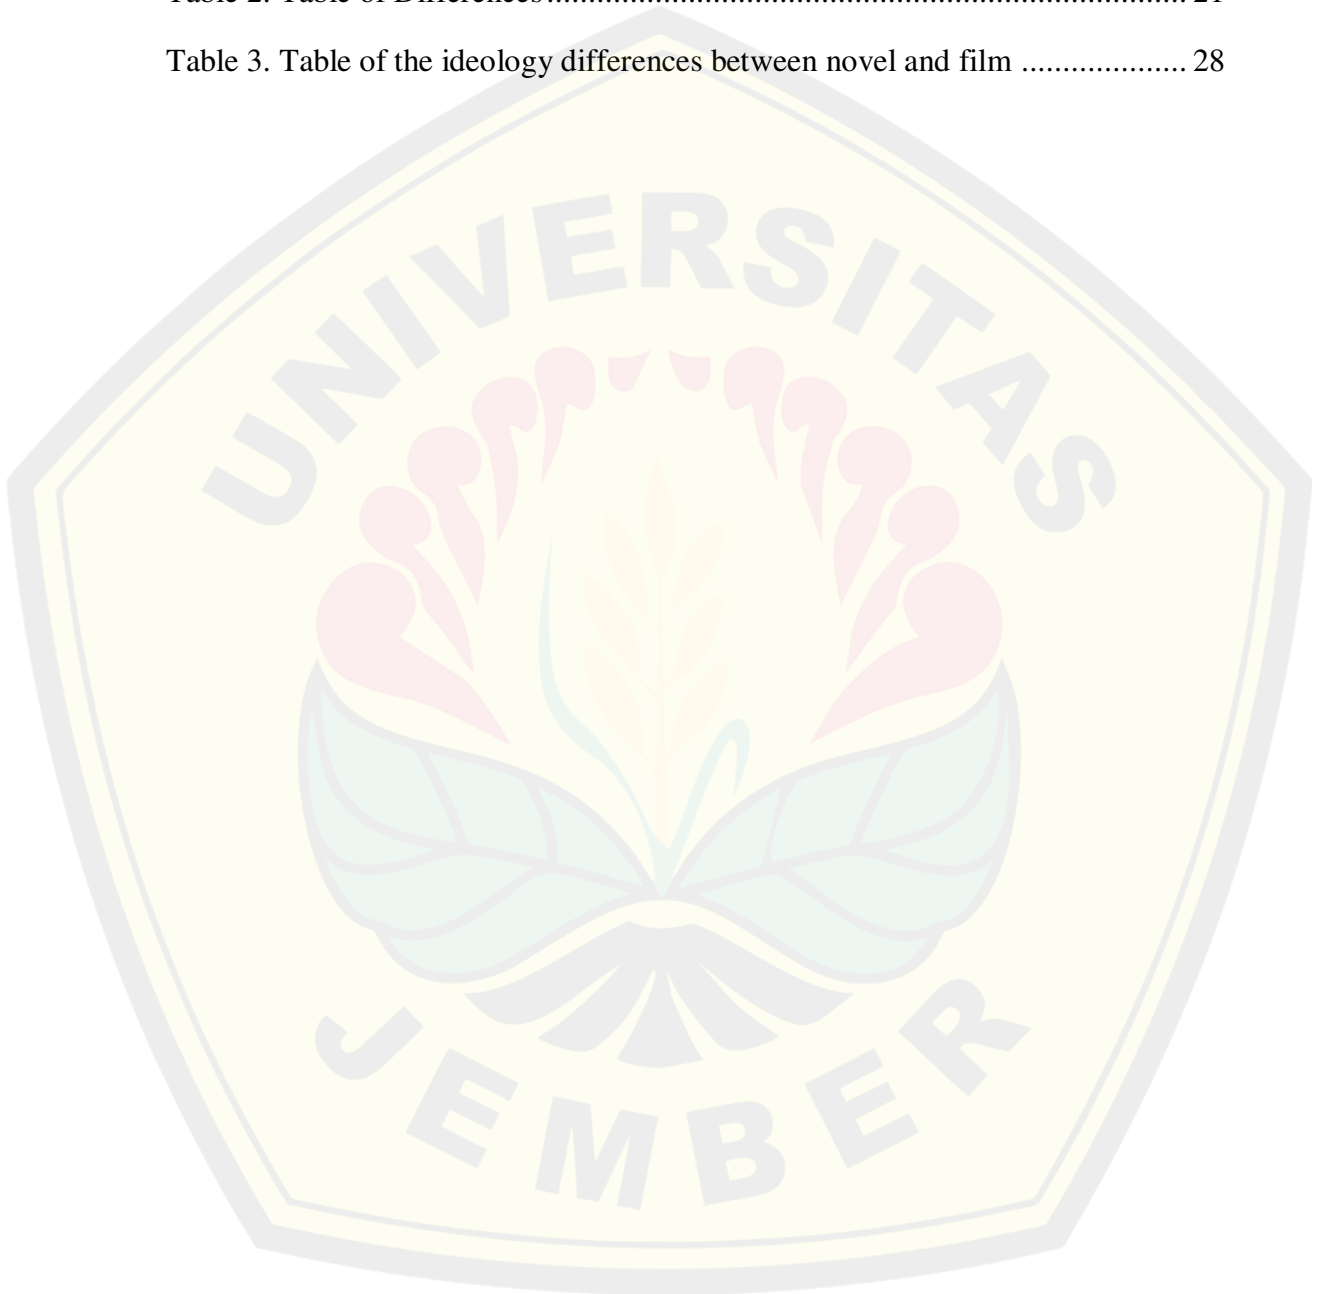 Table 2. Table of Differences........................................................................... 21
Table 3. Table of the ideology differences between novel and film .................... 28
UNIVERSITAS
JEMBER